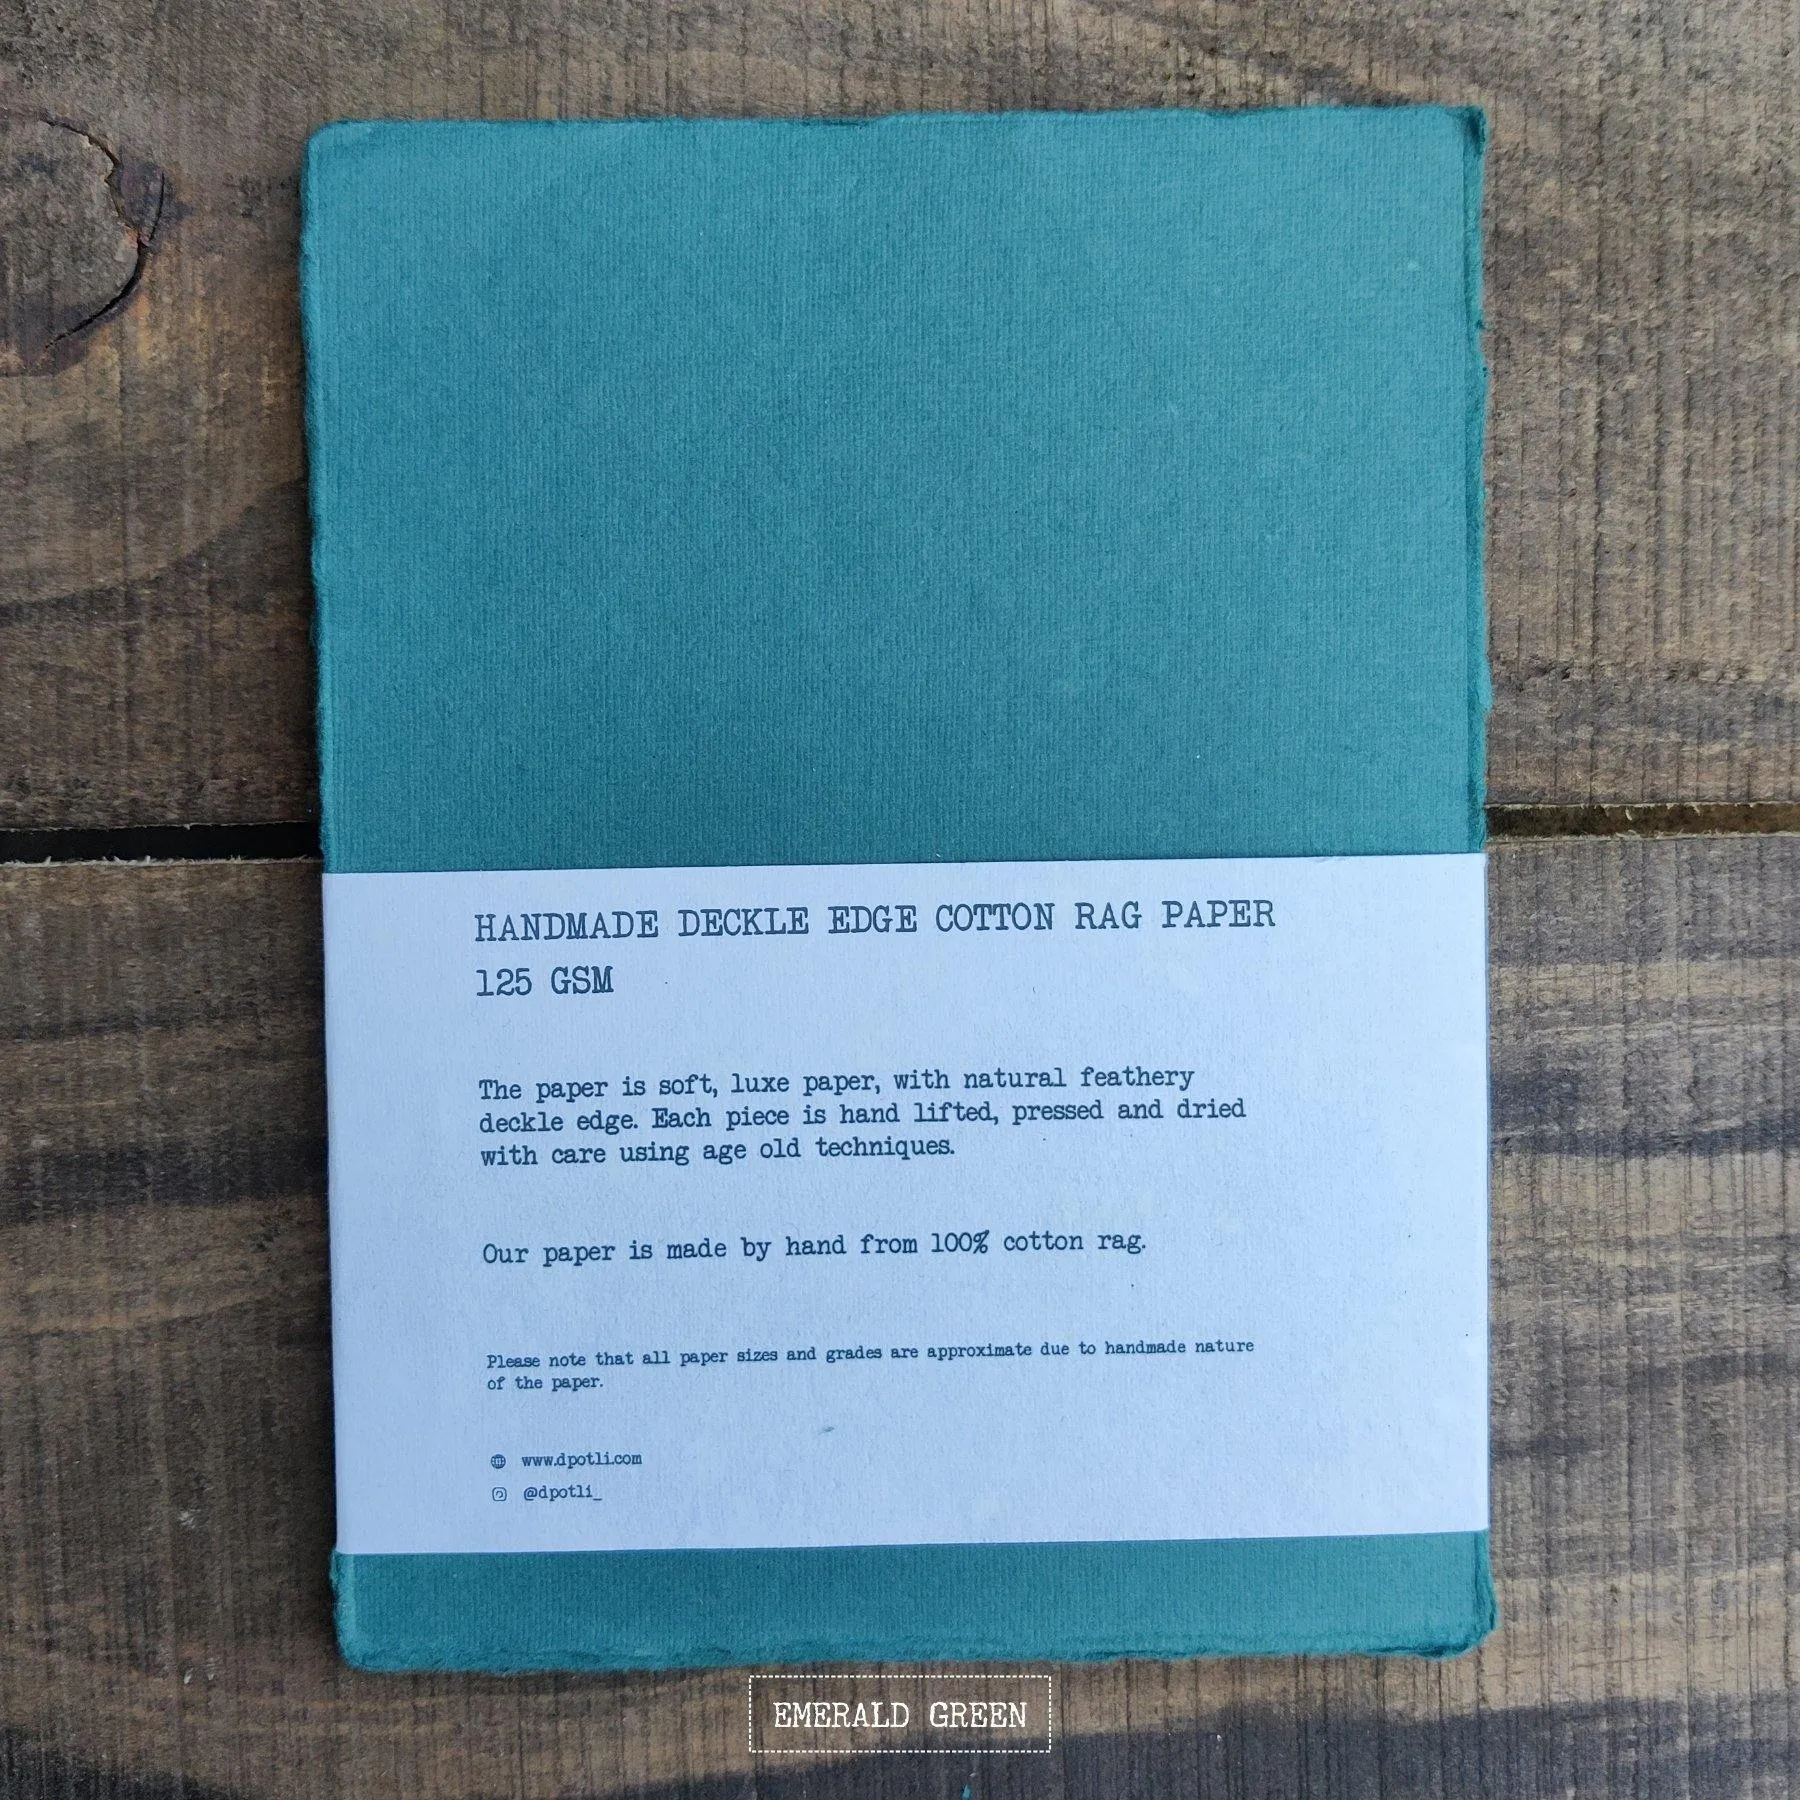 HANDMADE DECKLE EDGE COTTON RAG PAPER
125 GSM
The paper is soft, luxe paper, with natural feathery
deckle edge. Each piece is hand lifted, pressed and dried
with care using age old techniques.
Our paper is made by hand from 100% cotton rag.
Please note that all paper sizes and grades are approximate due to handmade nature
of the paper.
www.dpotli.com
@dpotli_
EMERALD GREEN